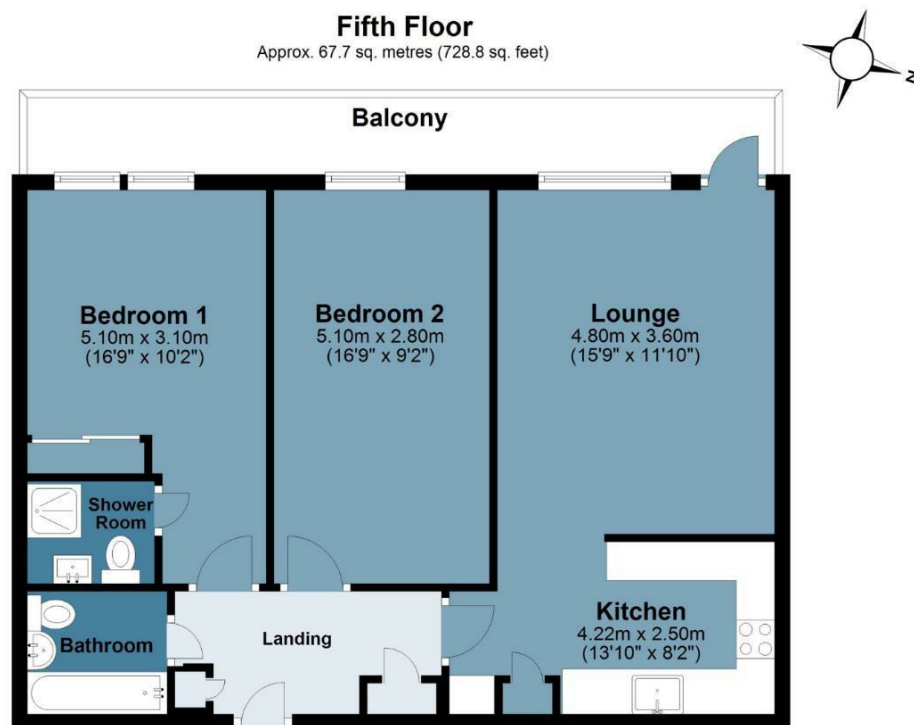 Fifth Floor
Approx. 67.7 sq. metres (728.8 sq. feet)
N
Balcony
Bedroom 1
5.10m x 3.10m
(16'9" x 10'2")
Bedroom 2
5.10m x 2.80m
(16'9" x 9'2")
Lounge
4.80m x 3.60m
(15'9" x 11'10")
Shower
Room
Bathroom
Landing
Kitchen
4.22m x 2.50m
(13'10" x 8'2")